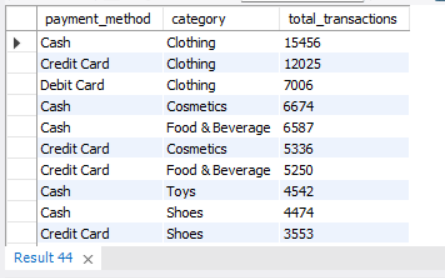 payment_method category total_transactions
Cash Clothing 15456
Credit Card Clothing 12025
Debit Card Clothing 7006
Cash Cosmetics 6674
Cash Food & Beverage 6587
Credit Card Cosmetics 5336
Credit Card Food & Beverage 5250
Cash Toys 4542
Cash Shoes 4474
Credit Card Shoes 3553
Result 44 ×